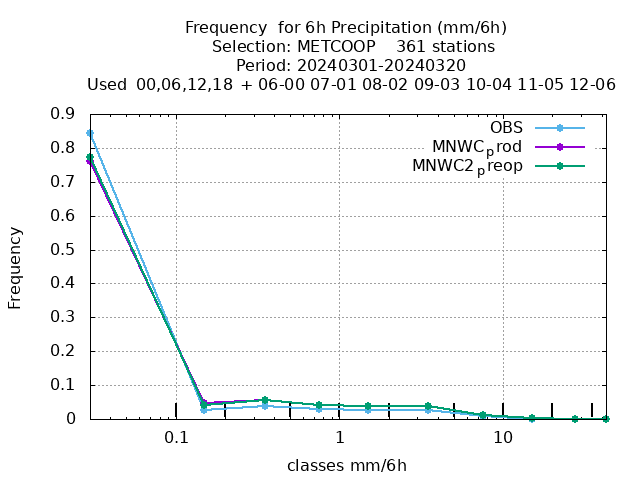 Frequency  for 6h Precipitation (mm/6h)
Selection: METCOOP    361 stations
Period: 20240301-20240320
Used  00,06,12,18  + 06-00 07-01 08-02 09-03 10-04 11-05 12-06
0.9
OBS
MNWCprod
0.8
MNWC2preop
0.7
0.6
0.5
Frequency
0.4
0.3
0.2
0.1
0
0.1 1 10
classes mm/6h